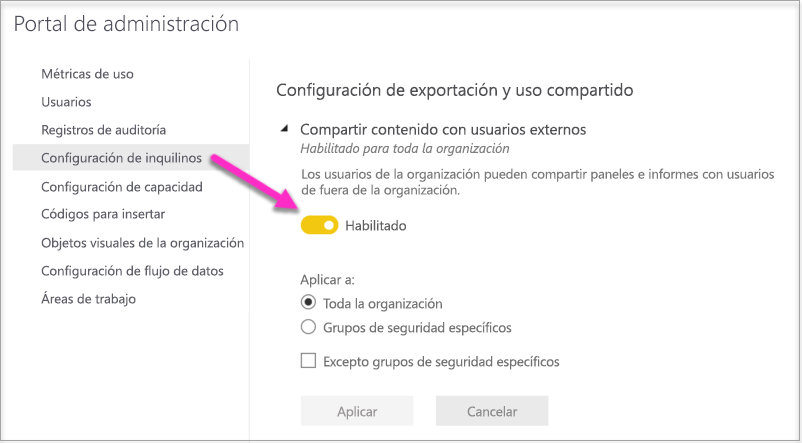 Portal de administración
Métricas de uso
Usuarios
Registros de auditoría
Configuración de inquilinos
Configuración de capacidad
Códigos para insertar
Objetos visuales de la organización
Configuración de flujo de datos
Áreas de trabajo
Configuración de exportación y uso compartido
Compartir contenido con usuarios externos
Habilitado para toda la organización
Los usuarios de la organización pueden compartir paneles e informes con usuarios
de fuera de la organización.
Habilitado
Aplicar a:
Toda la organización
Grupos de seguridad específicos
Excepto grupos de seguridad específicos
Aplicar
Cancelar